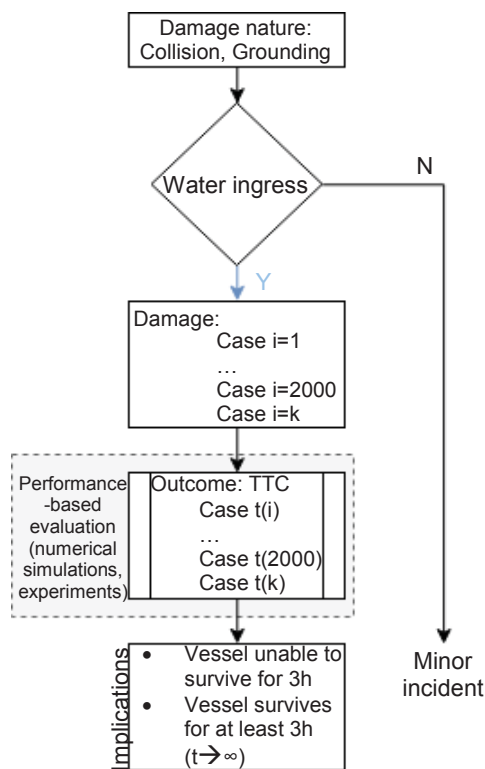 Damage nature:
Collision, Grounding
Water ingress
N
Y
Damage:
Case i=1
…
Case i=2000
Case i=k
Performance
-based
evaluation
(numerical
simulations,
experiments)
Outcome: TTC
Case t(i)
…
Case t(2000)
Case t(k)
Implications
• Vessel unable to
survive for 3h
• Vessel survives
for at least 3h
(t→∞)
Minor
incident